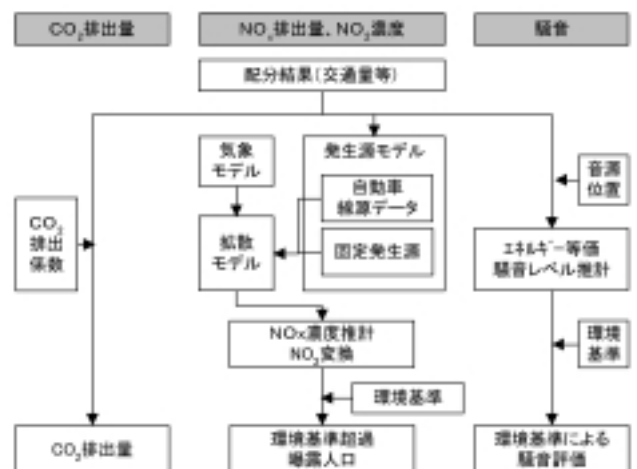 CO₂排出量
NOₓ排出量、NO₂濃度
騒音
配分結果(交通量等)
気象
モデル
発生源モデル
自動車
線源データ
固定発生源
音源
位置
CO₂
排出
係数
拡散
モデル
エネルギー等価
騒音レベル推計
NOx濃度推計
NO₂変換
環境
基準
環境基準
CO₂排出量
環境基準超過
曝露人口
環境基準による
騒音評価